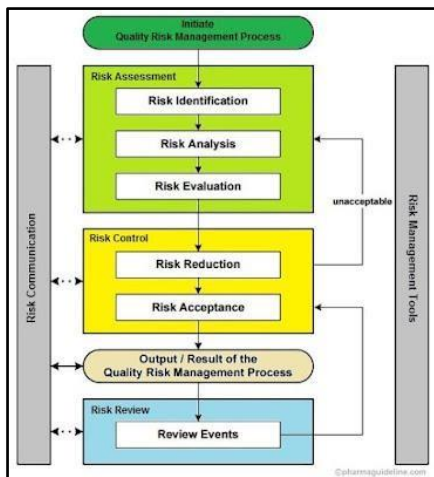 Initiate
Quality Risk Management Process
Risk Assessment
Risk Identification
Risk Analysis
Risk Evaluation
unacceptable
Risk Control
Risk Reduction
Risk Acceptance
Output / Result of the
Quality Risk Management Process
Risk Review
Review Events
Risk Communication
Risk Management Tools
©pharmaguideline.com